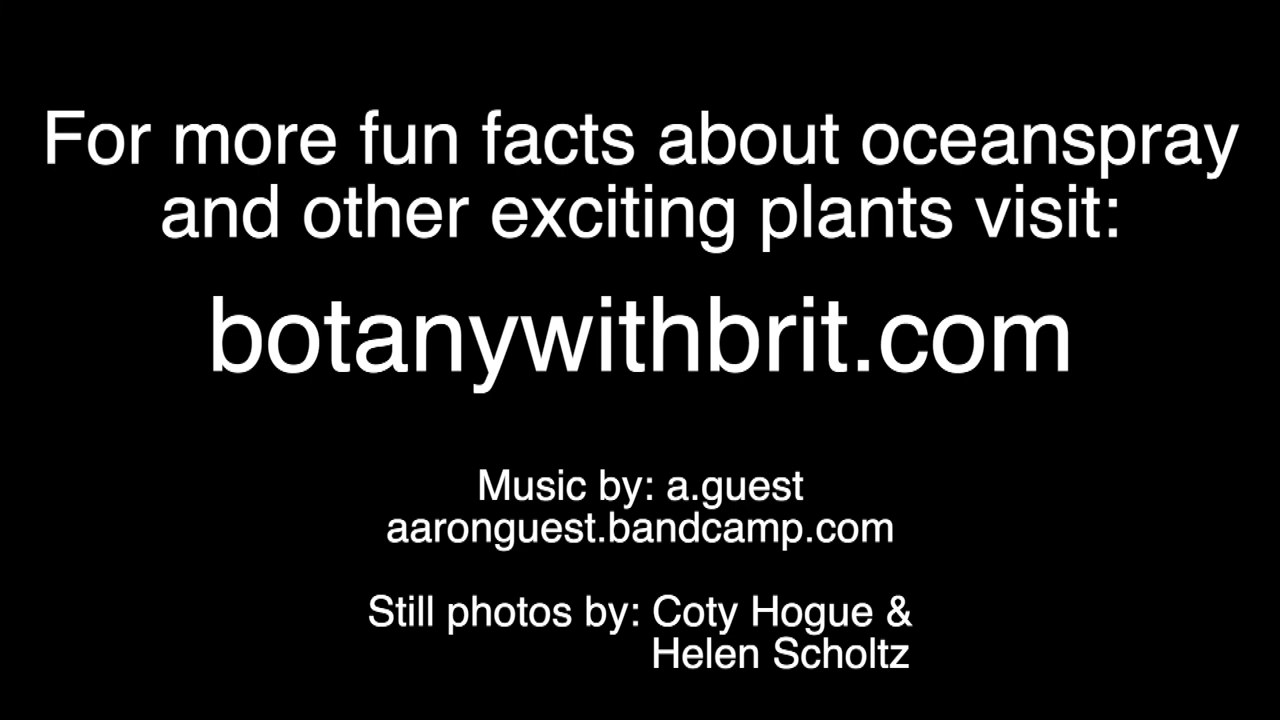 For more fun facts about oceanspray
and other exciting plants visit:
botanywithbrit.com
Music by: a.guest
aaronguest.bandcamp.com
Still photos by: Coty Hogue &
Helen Scholtz